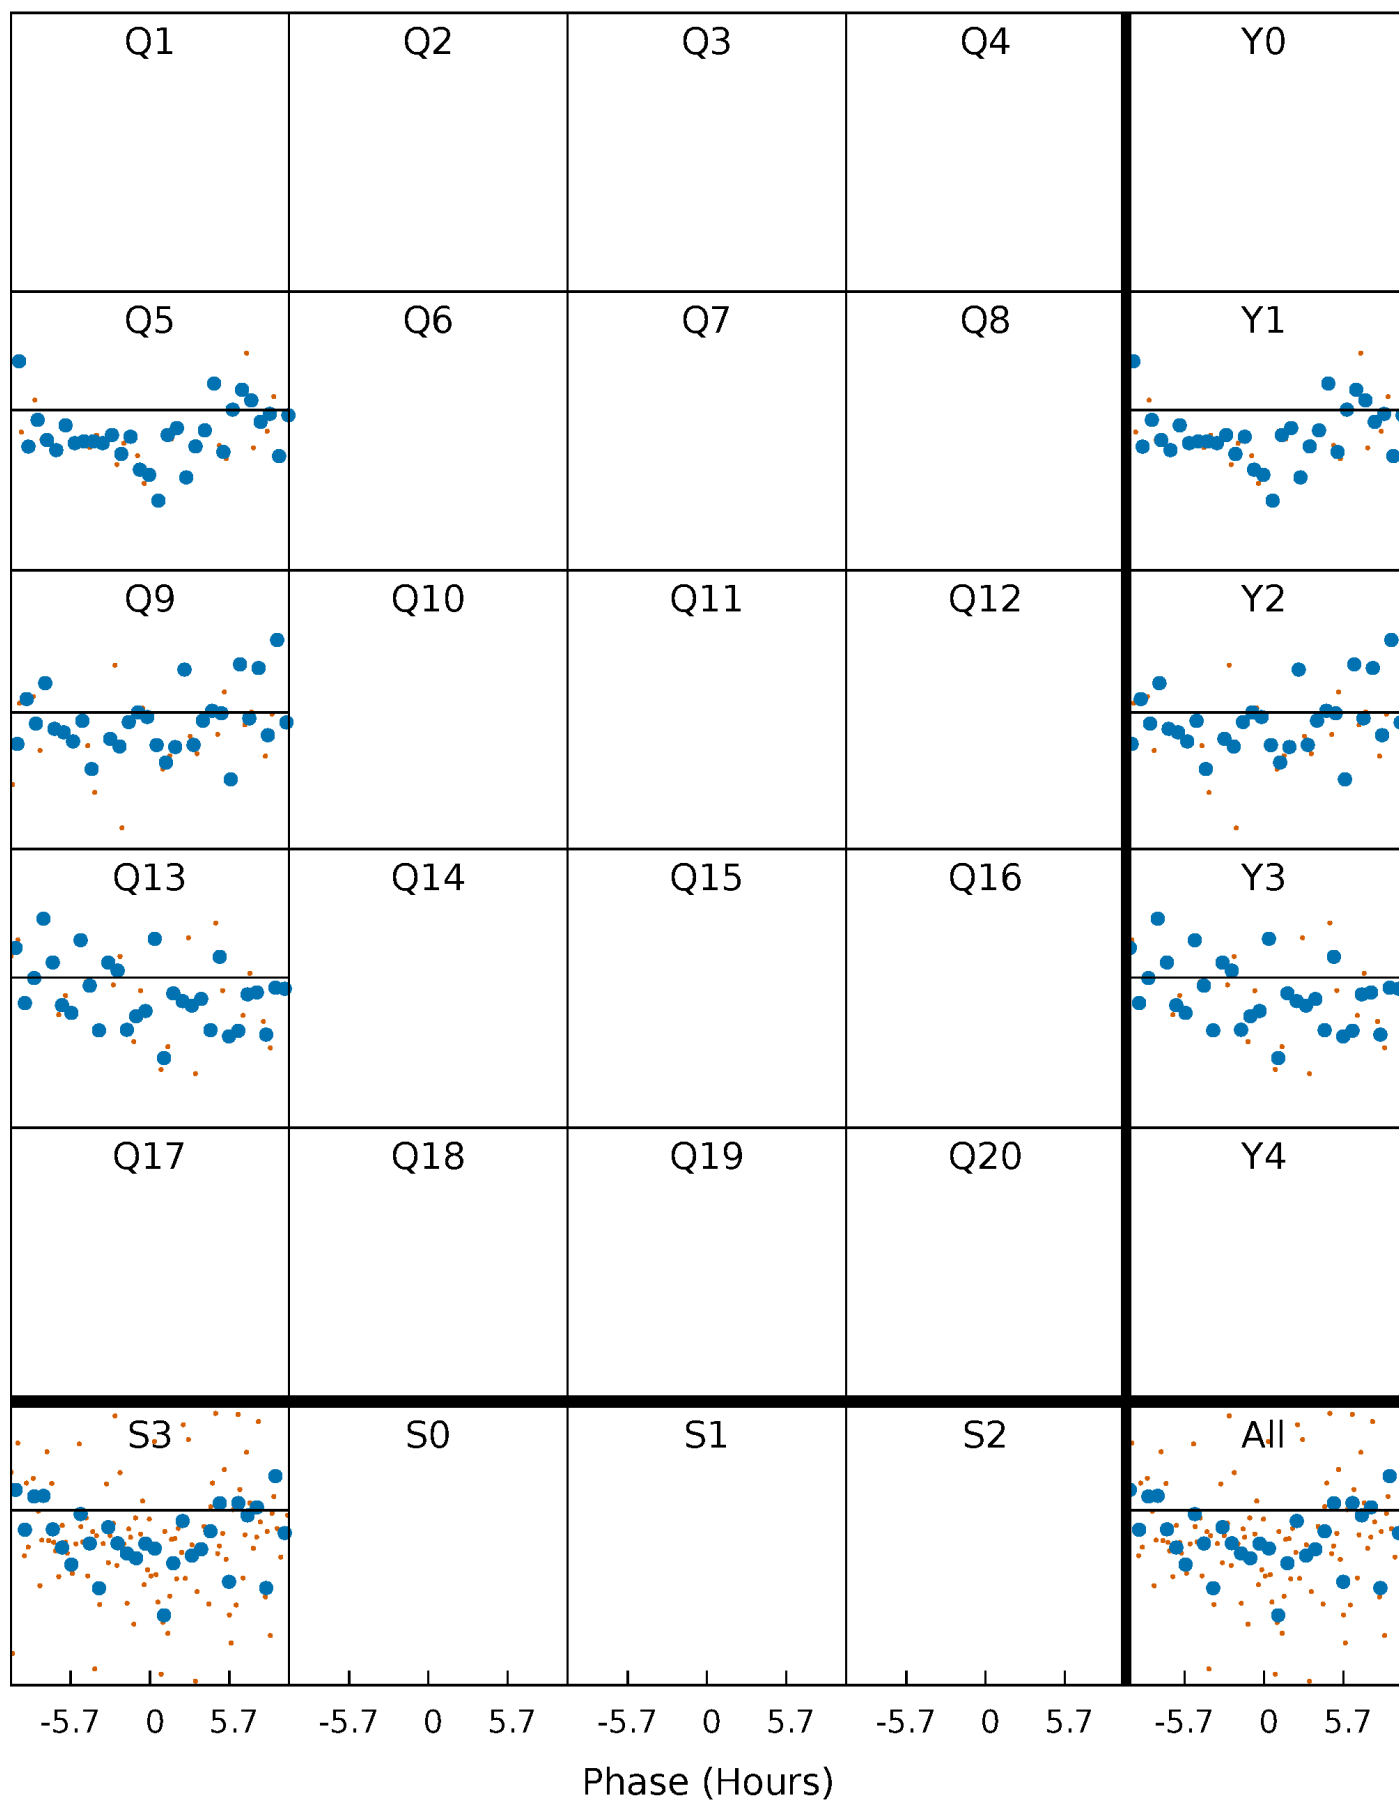 Q1 Q2 Q3 Q4 Y0
Q5 Q6 Q7 Q8 Y1
Q9 Q10 Q11 Q12 Y2
Q13 Q14 Q15 Q16 Y3
Q17 Q18 Q19 Q20 Y4
S3 S0 S1 S2 All
-5.7 0 5.7 -5.7 0 5.7 -5.7 0 5.7 -5.7 0 5.7 -5.7 0 5.7
Phase (Hours)